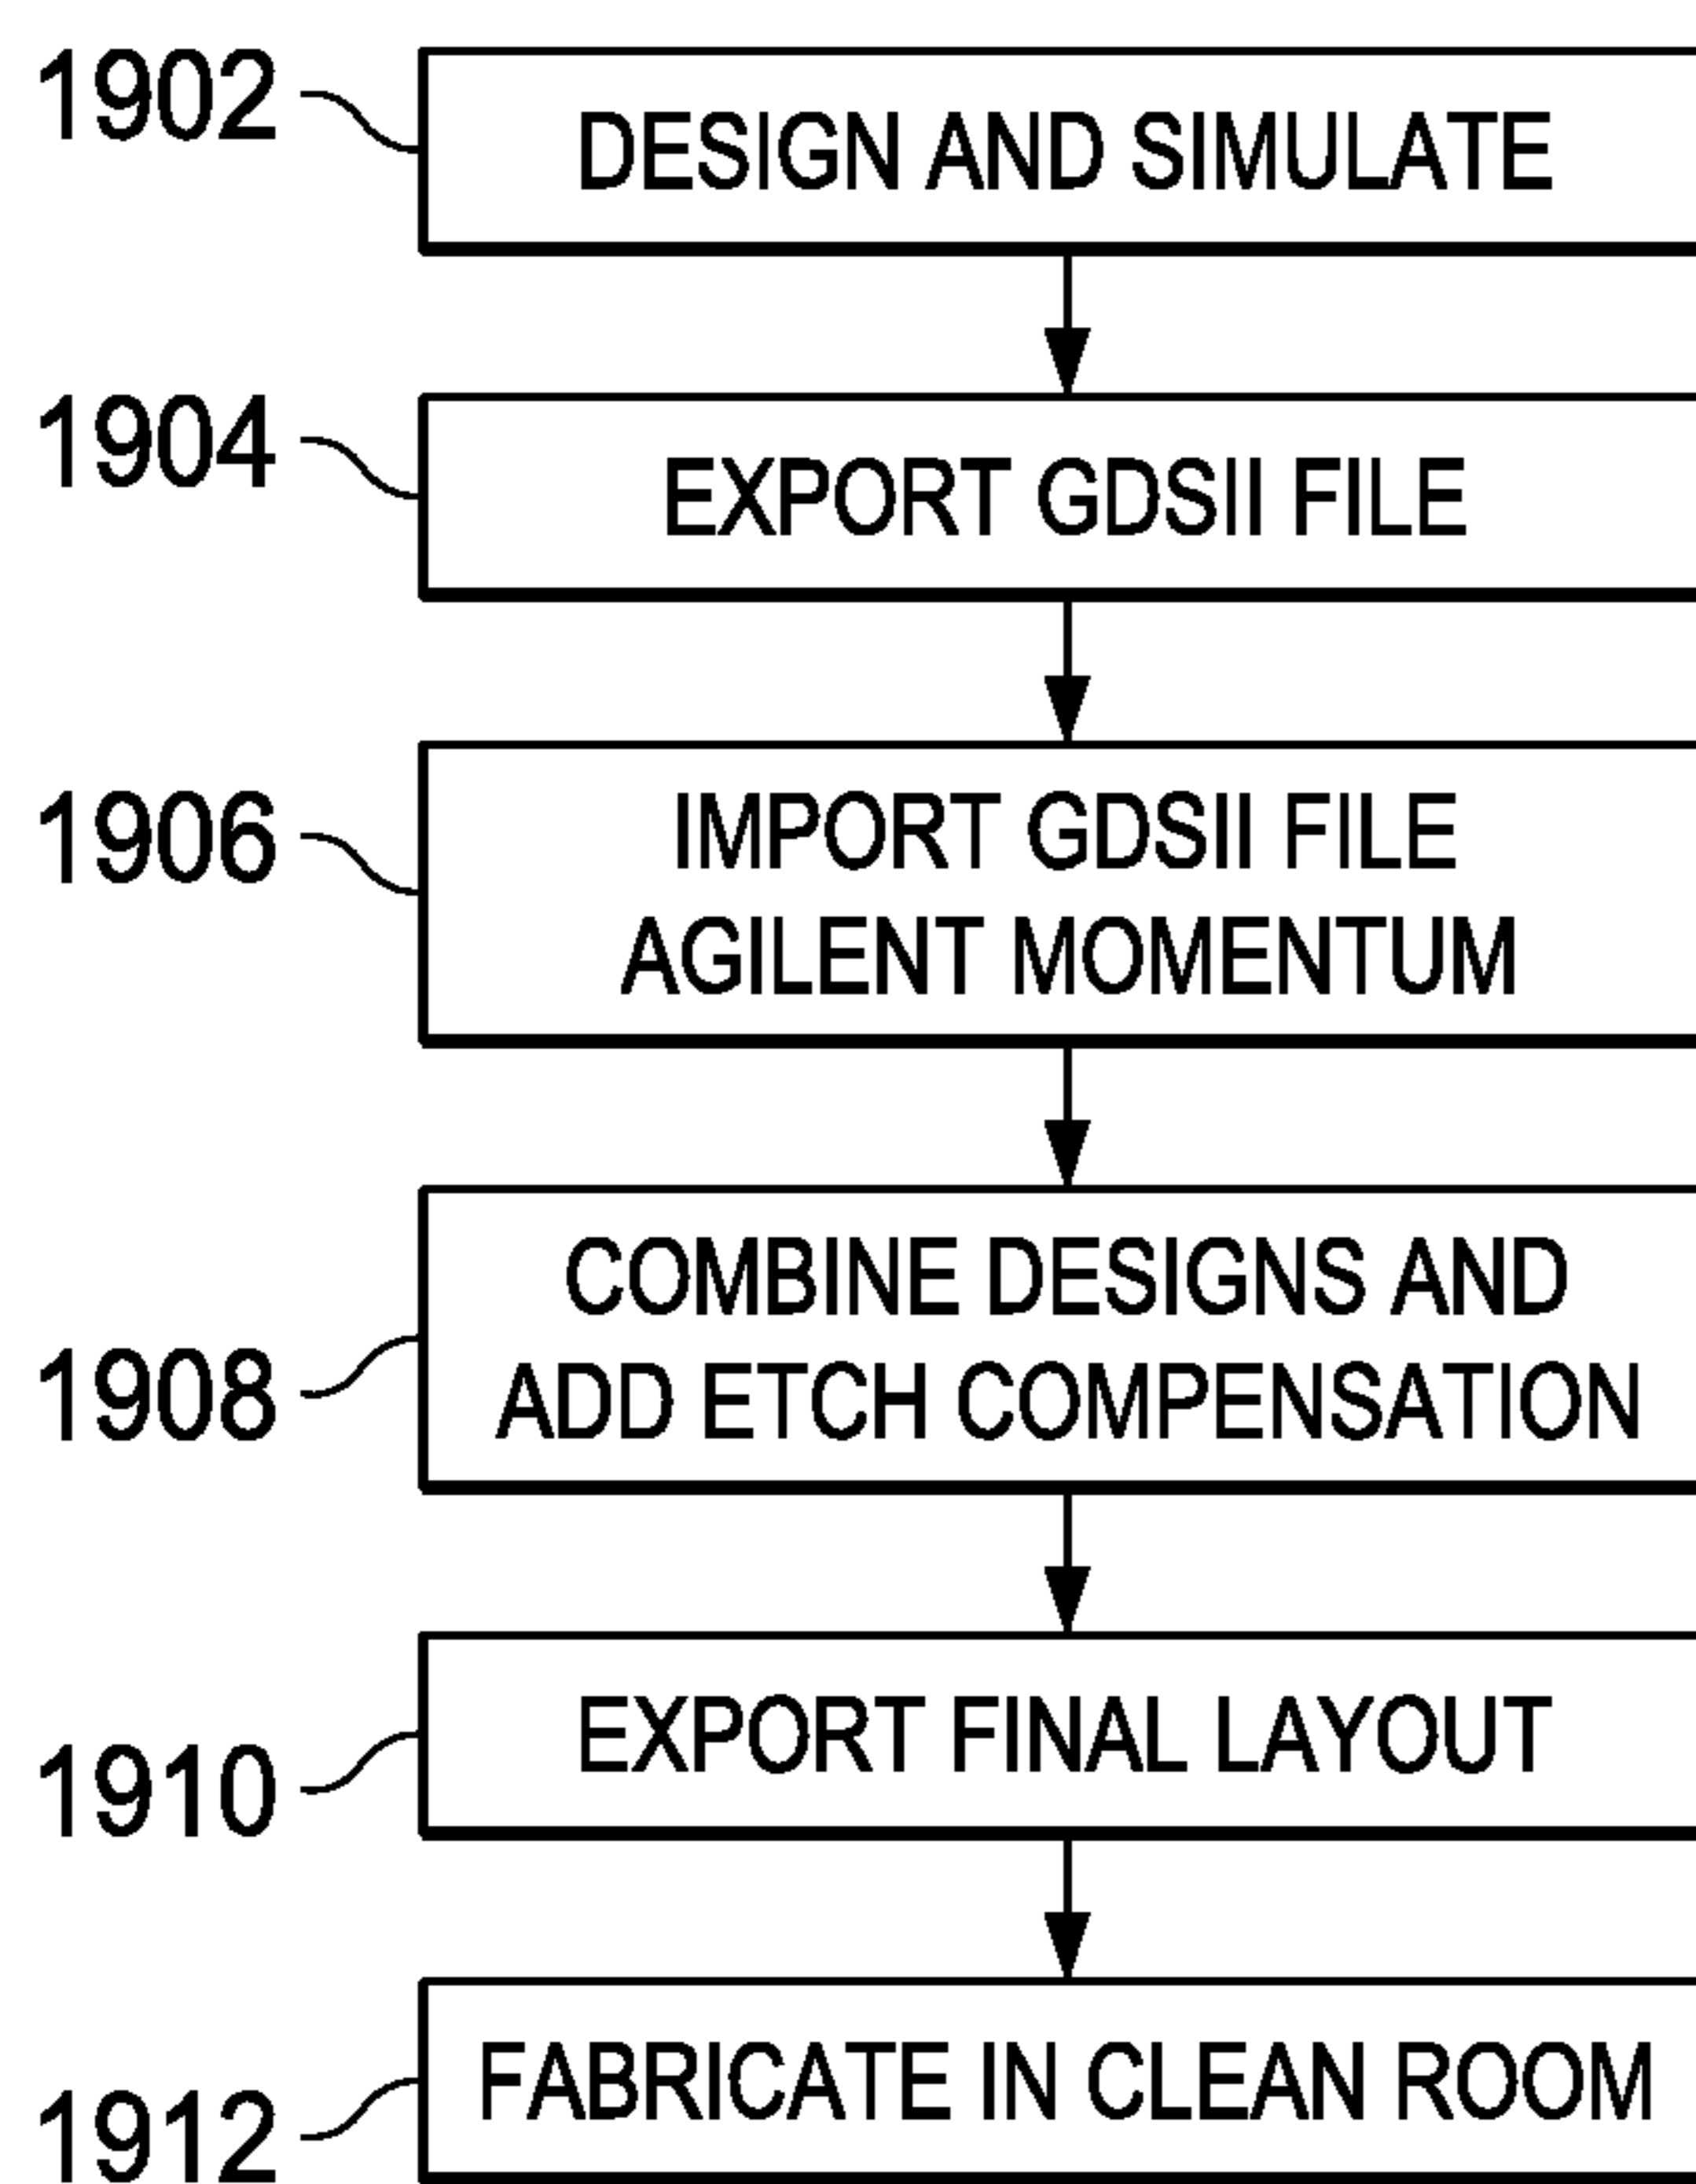 1902
DESIGN AND SIMULATE
1904
EXPORT GDSII FILE
1906
IMPORT GDSII FILE
AGILENT MOMENTUM
1908
COMBINE DESIGNS AND
ADD ETCH COMPENSATION
1910
EXPORT FINAL LAYOUT
1912
FABRICATE IN CLEAN ROOM